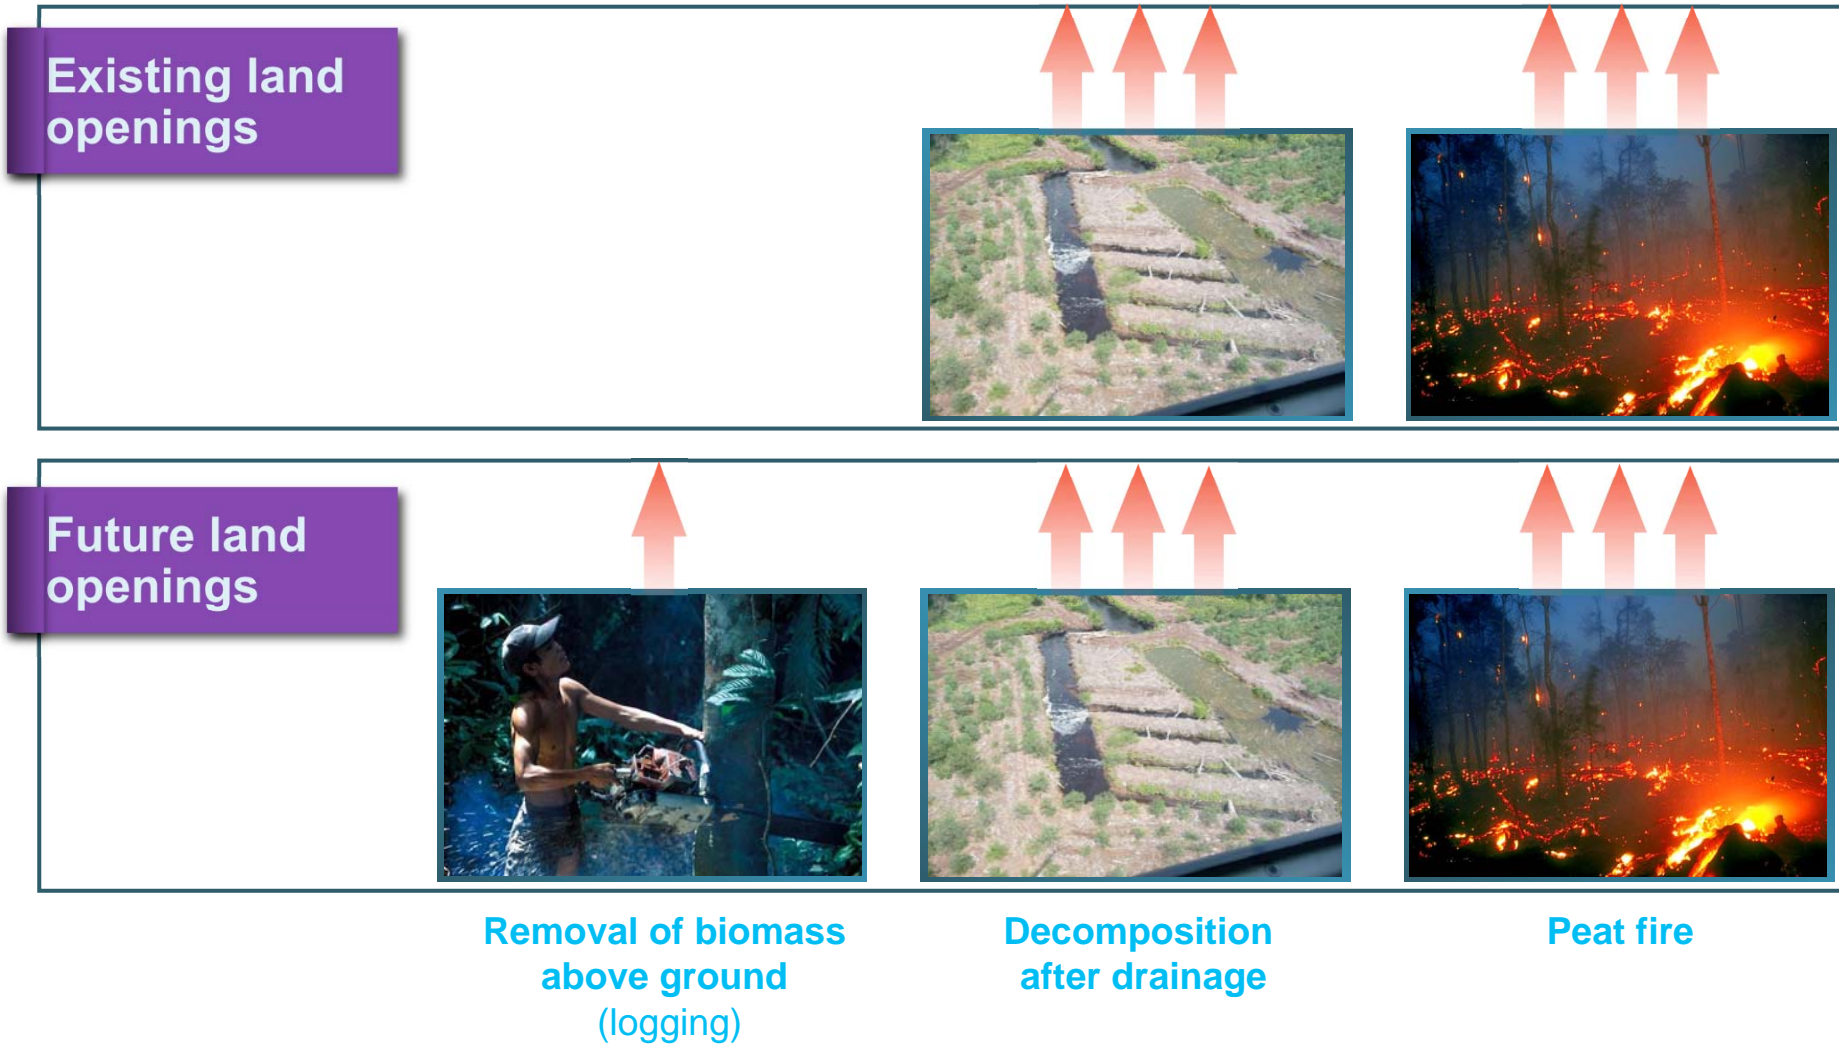 Existing land
openings
Future land
openings
Removal of biomass
above ground
(logging)
Decomposition
after drainage
Peat fire